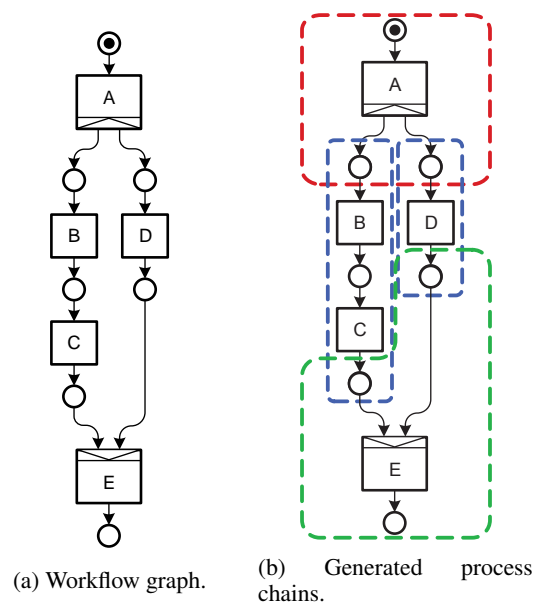 A
B
D
C
E
(a) Workflow graph.
A
B
D
C
E
(b) Generated process
chains.